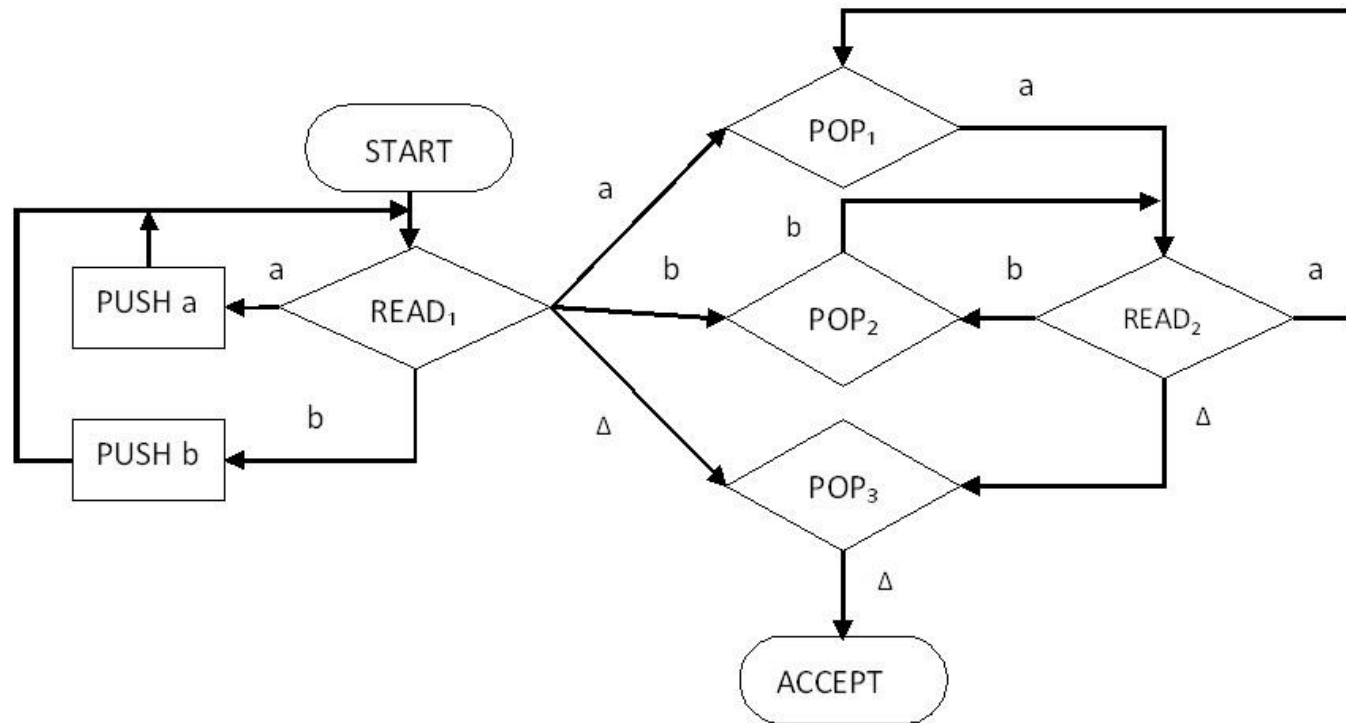 a
POP₁
START
a
b
b
b
a
a
PUSH a
READ₁
POP₂
READ₂
b
Δ
Δ
PUSH b
POP₃
Δ
ACCEPT